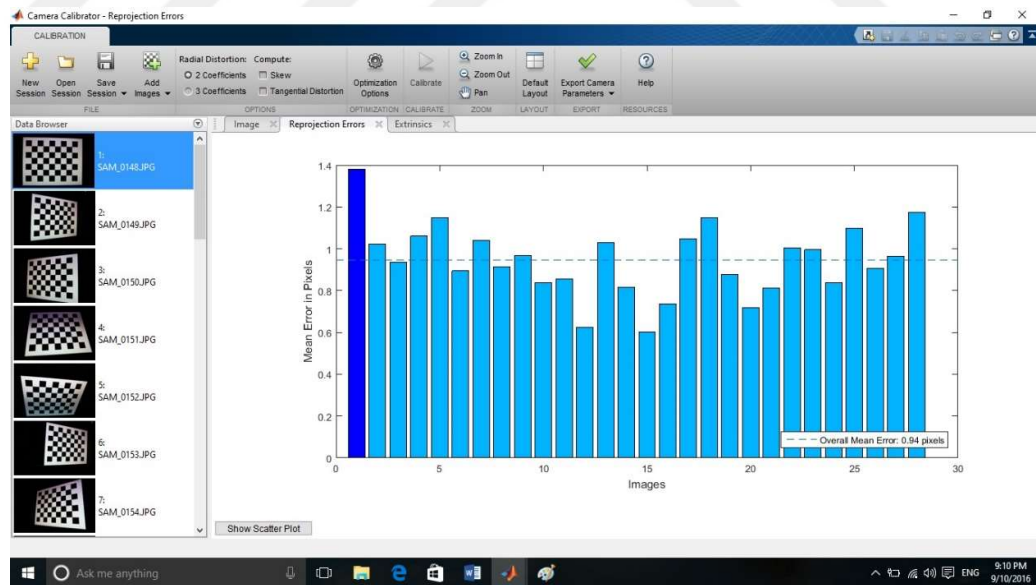 Camera Calibrator - Reprojection Errors
CALIBRATION
New Session
Open Session
Save Session
Add Images
FILE
Radial Distortion:
2 Coefficients
3 Coefficients
Compute:
Skew
Tangential Distortion
OPTIONS
Optimization Options
OPTIMIZATION
Calibrate
CALIBRATE
Zoom In
Zoom Out
Pan
ZOOM
Default Layout
LAYOUT
Export Camera Parameters
EXPORT
Help
RESOURCES
Data Browser
1:
SAM_0148.JPG
2:
SAM_0149.JPG
3:
SAM_0150.JPG
4:
SAM_0151.JPG
5:
SAM_0152.JPG
6:
SAM_0153.JPG
7:
SAM_0154.JPG
Image
Reprojection Errors
Extrinsics
Mean Error in Pixels
1.4
1.2
1
0.8
0.6
0.4
0.2
0
0 5 10 15 20 25 30
Images
Overall Mean Error: 0.94 pixels
Show Scatter Plot
Ask me anything
ENG
9:10 PM
9/10/2016